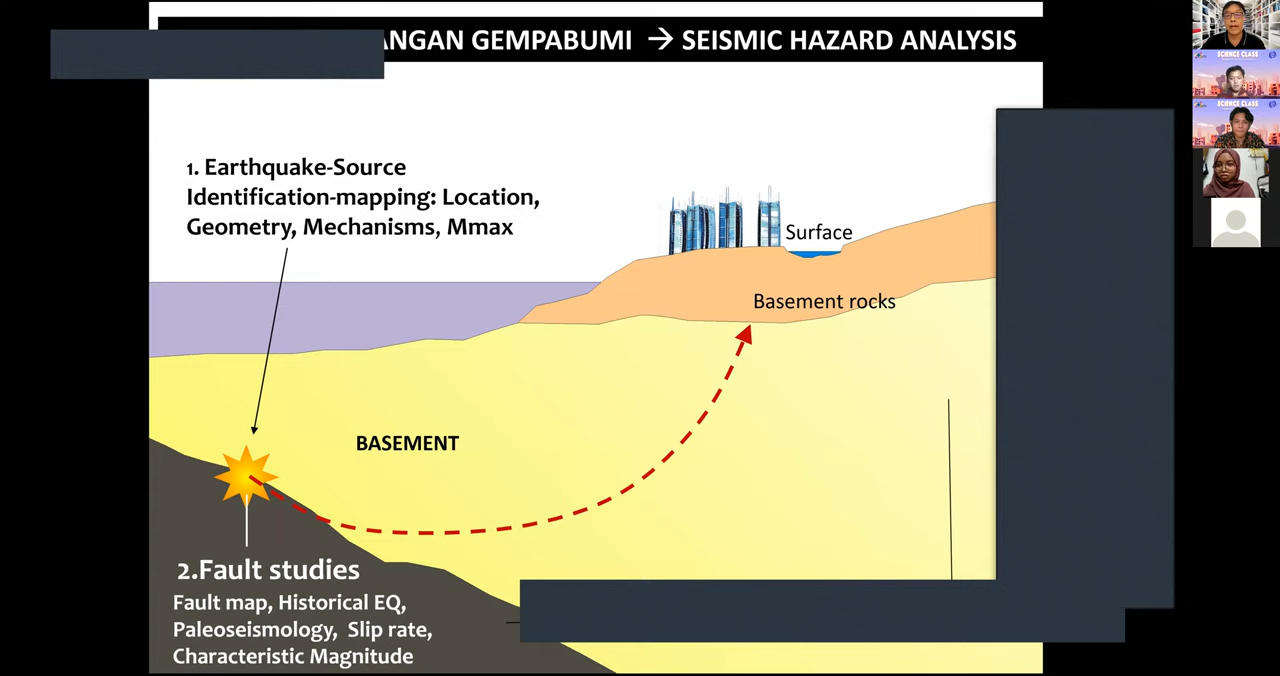 ANGAN GEMPABUMI → SEISMIC HAZARD ANALYSIS
1. Earthquake-Source
Identification-mapping: Location,
Geometry, Mechanisms, Mmax
Surface
Basement rocks
BASEMENT
2.Fault studies
Fault map, Historical EQ,
Paleoseismology, Slip rate,
Characteristic Magnitude
SCIENCE CLASS
SCIENCE CLASS